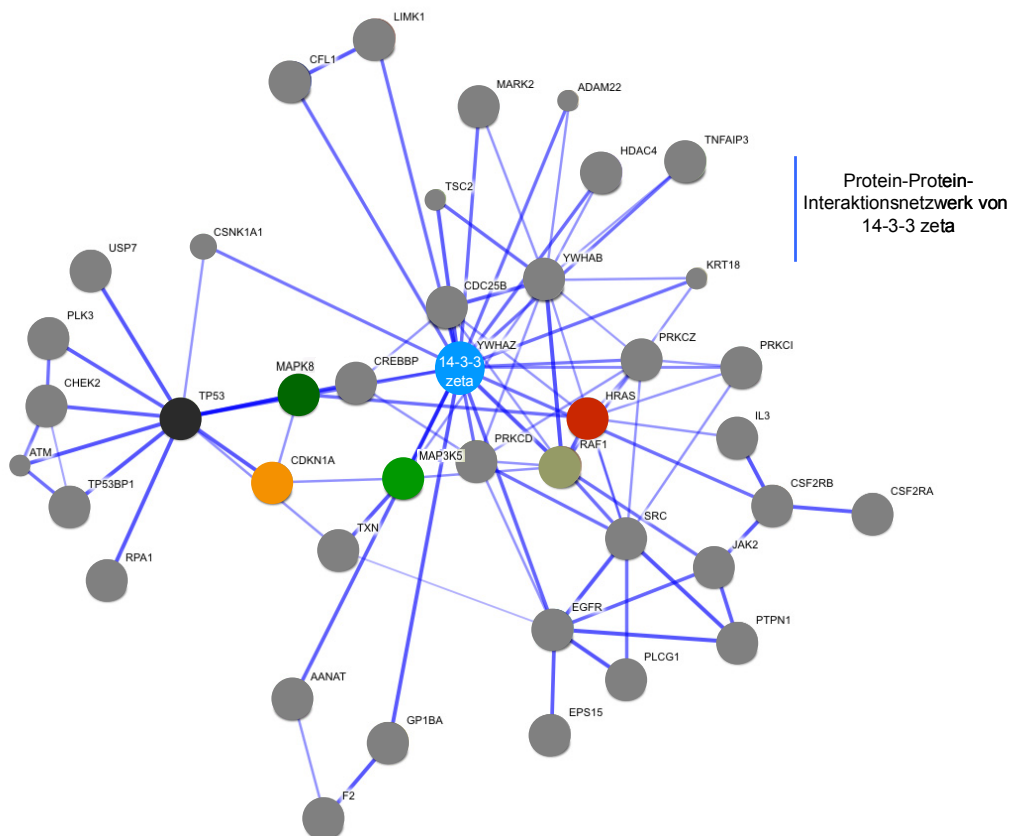 LIMK1
CFL1
MARK2
ADAM22
TNFAIP3
HDAC4
Protein-Protein-
Interaktionsnetzwerk von
14-3-3 zeta
TSC2
CSNK1A1
USP7
YWHAB
KRT18
CDC25B
PLK3
YWHAZ
PRKCZ
PRKCI
14-3-3
zeta
CREBBP
MAPK8
CHEK2
TP53
HRAS
IL3
PRKCD
RAF1
MAP3K5
ATM
CDKN1A
TP53BP1
CSF2RB
CSF2RA
TXN
SRC
JAK2
RPA1
EGFR
PTPN1
PLCG1
AANAT
GP1BA
EPS15
F2